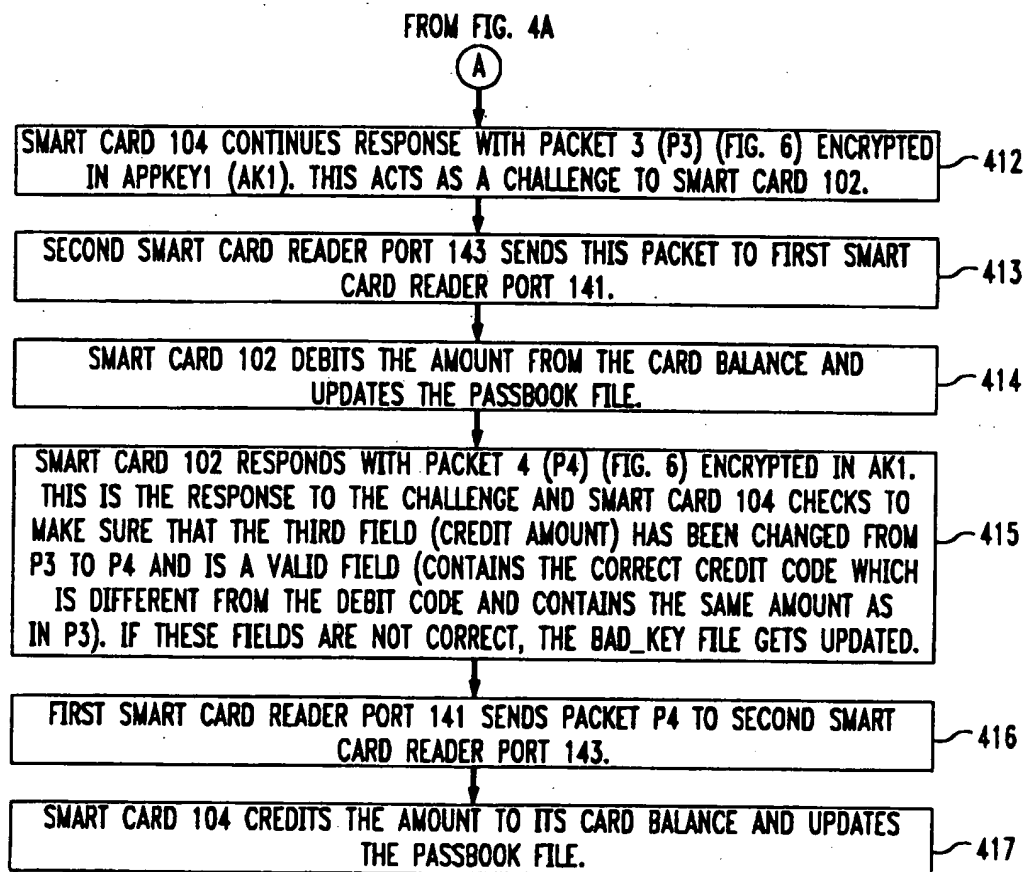 FROM FIG. 4A
A
SMART CARD 104 CONTINUES RESPONSE WITH PACKET 3 (P3) (FIG. 6) ENCRYPTED
IN APPKEY1 (AK1). THIS ACTS AS A CHALLENGE TO SMART CARD 102.
412
SECOND SMART CARD READER PORT 143 SENDS THIS PACKET TO FIRST SMART
CARD READER PORT 141.
413
SMART CARD 102 DEBITS THE AMOUNT FROM THE CARD BALANCE AND
UPDATES THE PASSBOOK FILE.
414
SMART CARD 102 RESPONDS WITH PACKET 4 (P4) (FIG. 6) ENCRYPTED IN AK1.
THIS IS THE RESPONSE TO THE CHALLENGE AND SMART CARD 104 CHECKS TO
MAKE SURE THAT THE THIRD FIELD (CREDIT AMOUNT) HAS BEEN CHANGED FROM
P3 TO P4 AND IS A VALID FIELD (CONTAINS THE CORRECT CREDIT CODE WHICH
IS DIFFERENT FROM THE DEBIT CODE AND CONTAINS THE SAME AMOUNT AS
IN P3). IF THESE FIELDS ARE NOT CORRECT, THE BAD_KEY FILE GETS UPDATED.
415
FIRST SMART CARD READER PORT 141 SENDS PACKET P4 TO SECOND SMART
CARD READER PORT 143.
416
SMART CARD 104 CREDITS THE AMOUNT TO ITS CARD BALANCE AND UPDATES
THE PASSBOOK FILE.
417